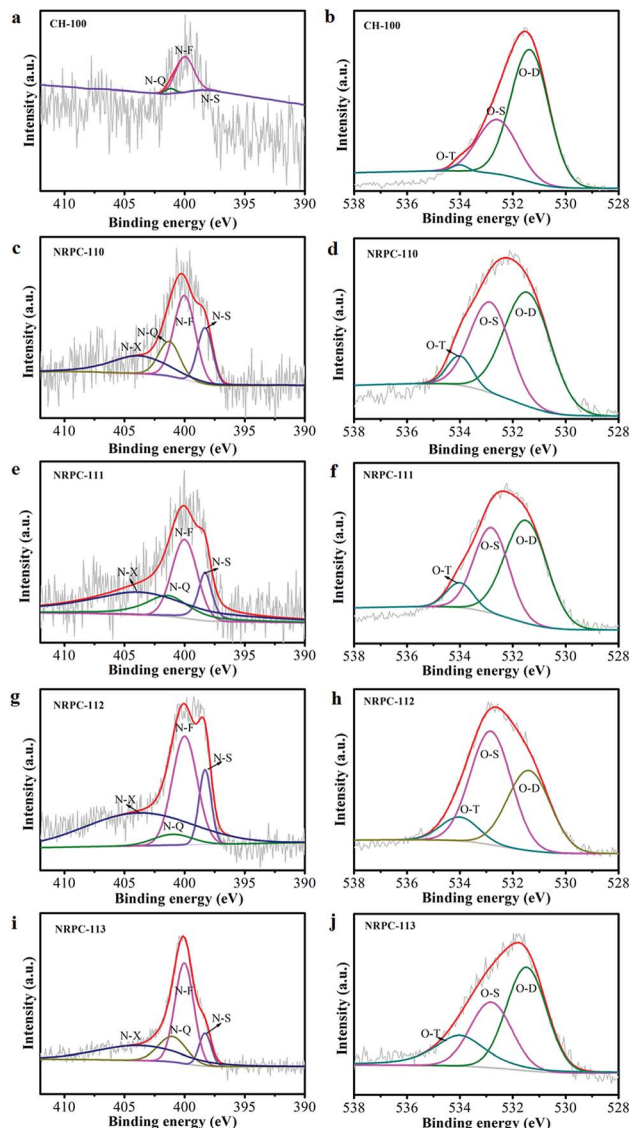 a
CH-100
N-F
N-Q
N-S
Intensity (a.u.)
410 405 400 395 390
Binding energy (eV)
b
CH-100
O-D
O-S
O-T
Intensity (a.u.)
538 536 534 532 530 528
Binding energy (eV)
c
NRPC-110
N-Q
N-F
N-S
N-X
Intensity (a.u.)
410 405 400 395 390
Binding energy (eV)
d
NRPC-110
O-S
O-D
O-T
Intensity (a.u.)
538 536 534 532 530 528
Binding energy (eV)
e
NRPC-111
N-F
N-X
N-S
N-Q
Intensity (a.u.)
410 405 400 395 390
Binding energy (eV)
f
NRPC-111
O-S
O-D
O-T
Intensity (a.u.)
538 536 534 532 530 528
Binding energy (eV)
g
NRPC-112
N-F
N-S
N-X
N-Q
Intensity (a.u.)
410 405 400 395 390
Binding energy (eV)
h
NRPC-112
O-S
O-D
O-T
Intensity (a.u.)
538 536 534 532 530 528
Binding energy (eV)
i
NRPC-113
N-F
N-S
N-X
N-Q
Intensity (a.u.)
410 405 400 395 390
Binding energy (eV)
j
NRPC-113
O-S
O-D
O-T
Intensity (a.u.)
538 536 534 532 530 528
Binding energy (eV)